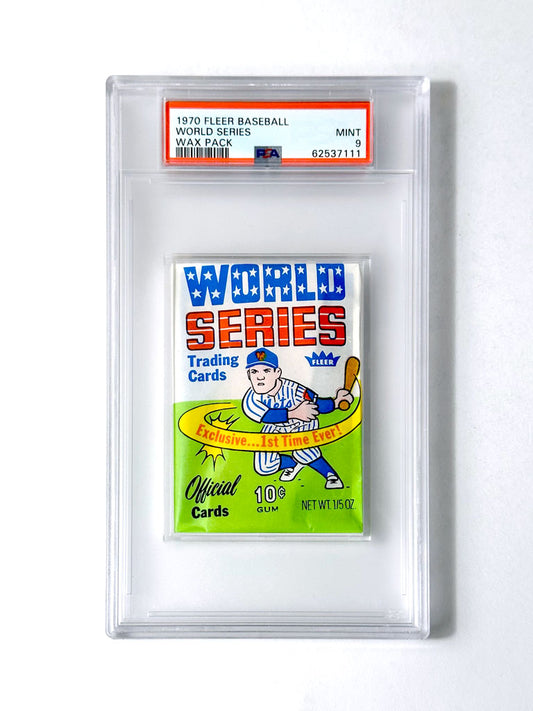 1970 FLEER BASEBALL
WORLD SERIES MINT
WAX PACK 9
PSA 62537111
WORLD
SERIES
Trading
Cards
FLEER
Mets
Exclusive...1st Time Ever!
Official
Cards
10¢
GUM
NET WT. 1/5 OZ.